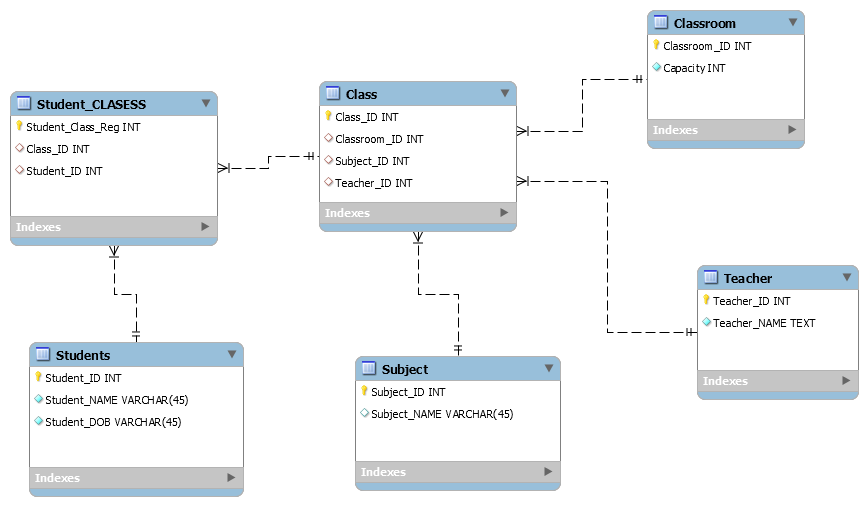 Classroom
Classroom_ID INT
Capacity INT
Indexes
Class
Class_ID INT
Classroom_ID INT
Subject_ID INT
Teacher_ID INT
Indexes
Student_CLASESS
Student_Class_Reg INT
Class_ID INT
Student_ID INT
Indexes
Teacher
Teacher_ID INT
Teacher_NAME TEXT
Indexes
Students
Student_ID INT
Student_NAME VARCHAR(45)
Student_DOB VARCHAR(45)
Indexes
Subject
Subject_ID INT
Subject_NAME VARCHAR(45)
Indexes